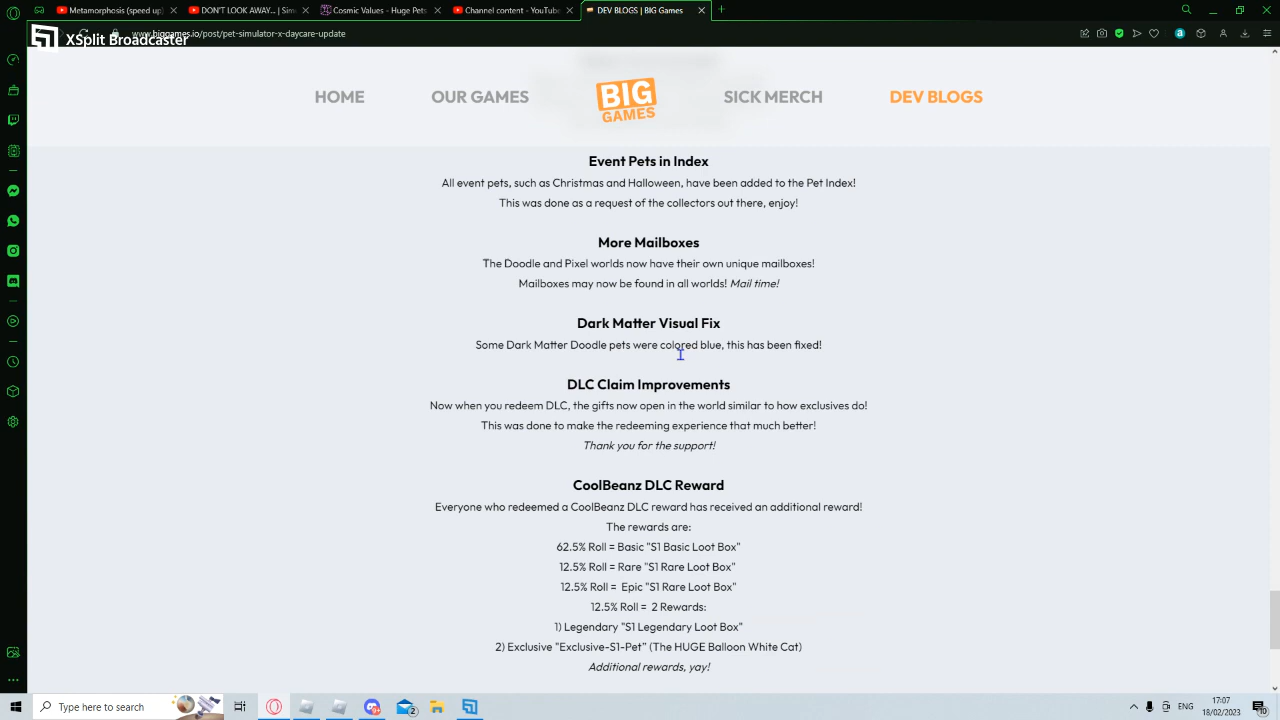 Metamorphosis (speed up)
DON'T LOOK AWAY... | Sim
Cosmic Values - Huge Pets
Channel content - YouTube
DEV BLOGS | BIG GAMES
XSplit Broadcaster
www.biggames.io/post/pet-simulator-x-daycare-update
HOME
OUR GAMES
BIG
GAMES
SICK MERCH
DEV BLOGS
Event Pets in Index
All event pets, such as Christmas and Halloween, have been added to the Pet Index!
This was done as a request of the collectors out there, enjoy!
More Mailboxes
The Doodle and Pixel worlds now have their own unique mailboxes!
Mailboxes may now be found in all worlds! Mail time!
Dark Matter Visual Fix
Some Dark Matter Doodle pets were colored blue, this has been fixed!
DLC Claim Improvements
Now when you redeem DLC, the gifts now open in the world similar to how exclusives do!
This was done to make the redeeming experience that much better!
Thank you for the support!
CoolBeanz DLC Reward
Everyone who redeemed a CoolBeanz DLC reward has received an additional reward!
The rewards are:
62.5% Roll = Basic "S1 Basic Loot Box"
12.5% Roll = Rare "S1 Rare Loot Box"
12.5% Roll =  Epic "S1 Rare Loot Box"
12.5% Roll =  2 Rewards:
1) Legendary "S1 Legendary Loot Box"
2) Exclusive "Exclusive-S1-Pet" (The HUGE Balloon White Cat)
Additional rewards, yay!
Type here to search
ENG
17:07
18/02/2023